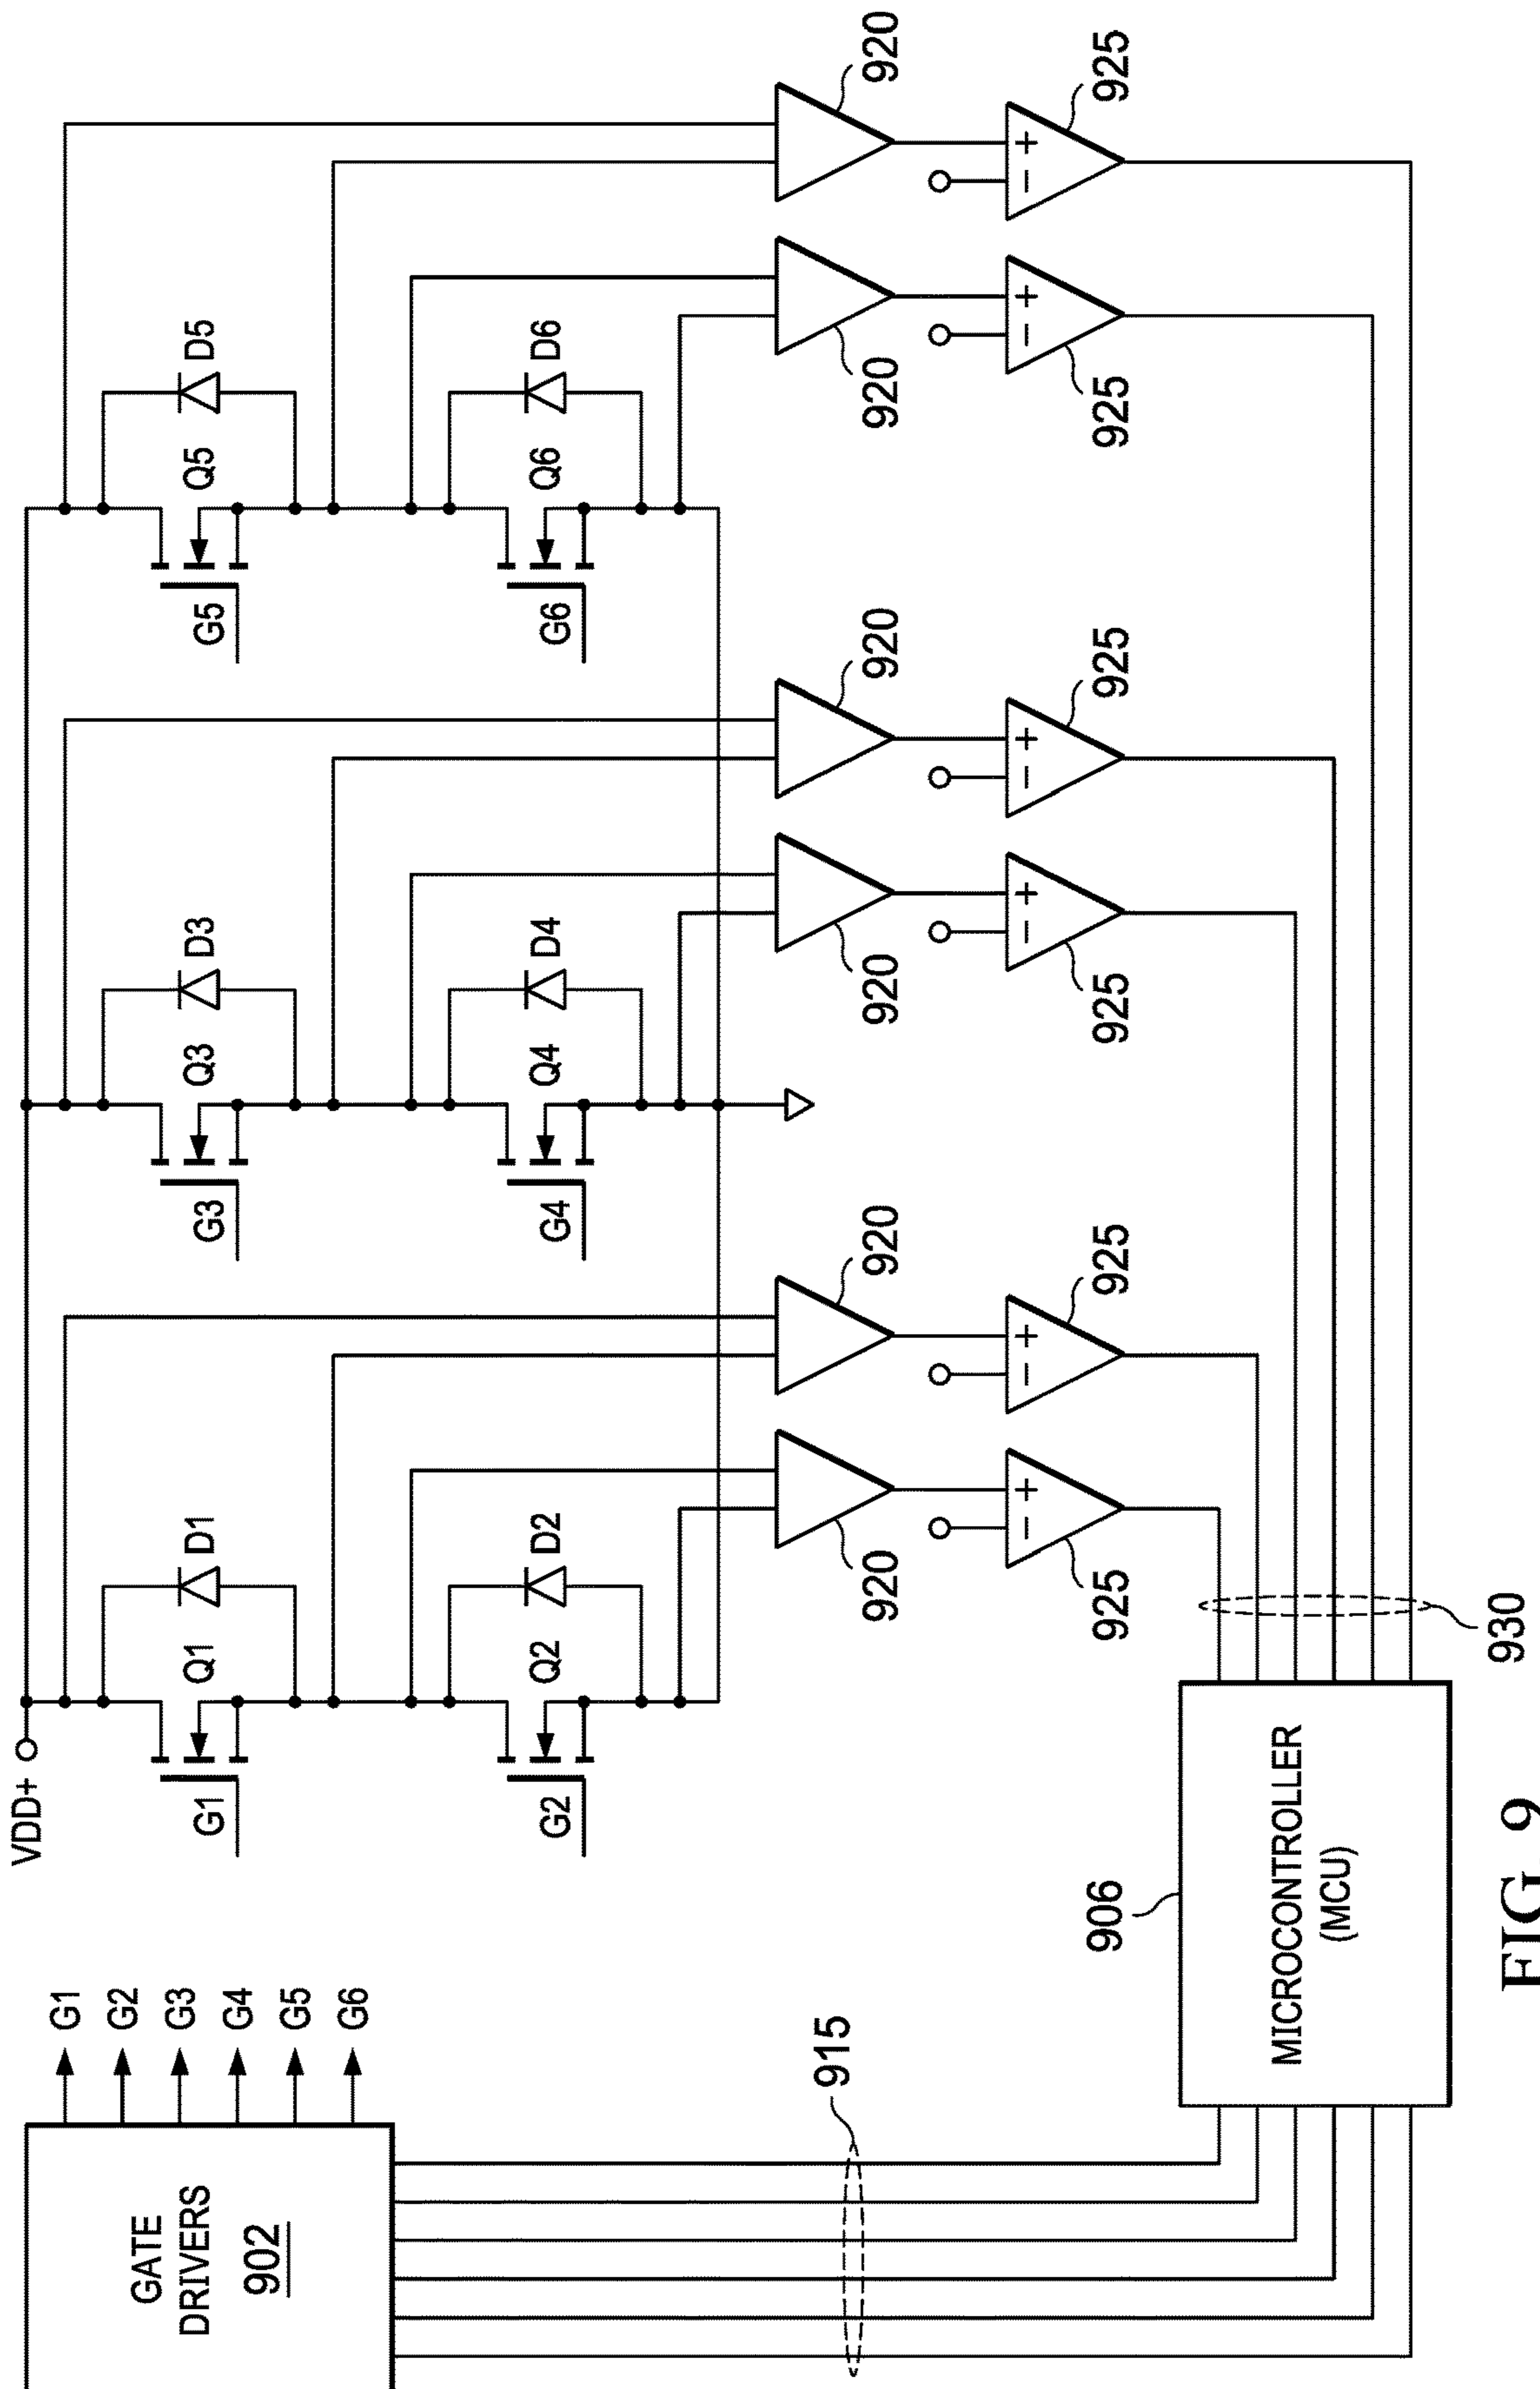 GATE
DRIVERS
902
G1
G2
G3
G4
G5
G6
VDD+
G1
Q1
D1
G2
Q2
D2
G3
Q3
D3
G4
Q4
D4
G5
Q5
D5
G6
Q6
D6
920
920
920
920
920
920
+
−
925
+
−
925
+
−
925
+
−
925
+
−
925
+
−
925
915
906
MICROCONTROLLER
(MCU)
930
FIG. 9